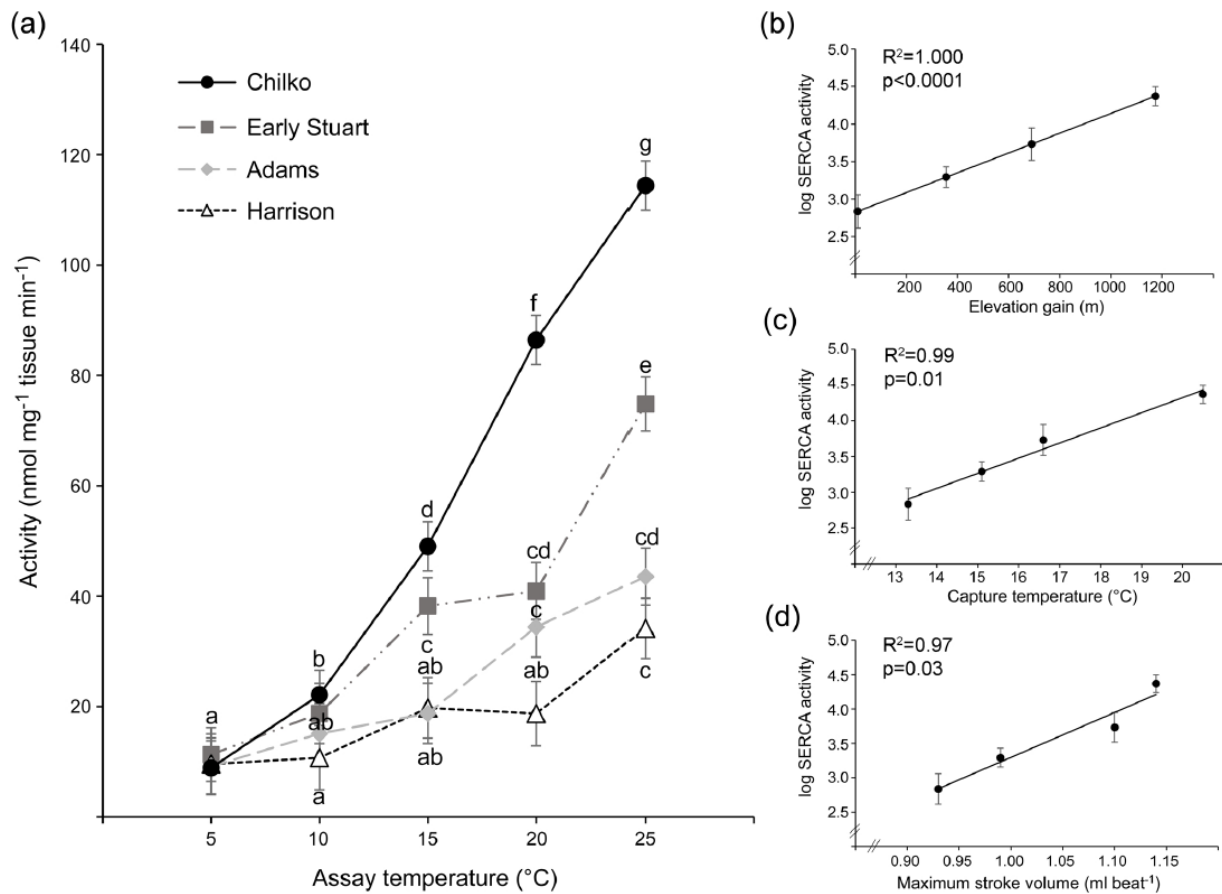 (a)
140
120
100
80
60
40
20
Activity (nmol mg⁻¹ tissue min⁻¹)
Chilko
Early Stuart
Adams
Harrison
a
b
ab
a
d
c
ab
ab
f
cd
c
ab
g
e
cd
c
5
10
15
20
25
Assay temperature (°C)
(b)
R²=1.000
p<0.0001
5.0
4.5
4.0
3.5
3.0
2.5
log SERCA activity
200
400
600
800
1000
1200
Elevation gain (m)
(c)
R²=0.99
p=0.01
5.0
4.5
4.0
3.5
3.0
2.5
log SERCA activity
13
14
15
16
17
18
19
20
Capture temperature (°C)
(d)
R²=0.97
p=0.03
5.0
4.5
4.0
3.5
3.0
2.5
log SERCA activity
0.90
0.95
1.00
1.05
1.10
1.15
Maximum stroke volume (ml beat⁻¹)